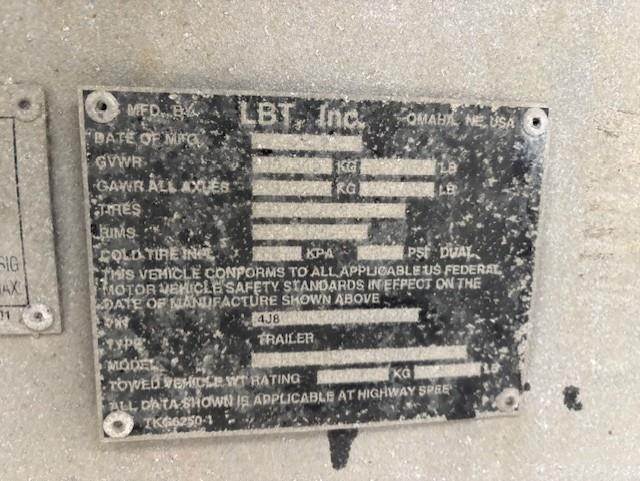 MFD. BY LBT, Inc. OMAHA, NE, USA
DATE OF MFG.
GVWR KG LB
GAWR ALL AXLES KG LB
TIRES
RIMS
COLD TIRE INFL. KPA PSI DUAL
THIS VEHICLE CONFORMS TO ALL APPLICABLE US FEDERAL
MOTOR VEHICLE SAFETY STANDARDS IN EFFECT ON THE
DATE OF MANUFACTURE SHOWN ABOVE
VIN 4J8
TYPE TRAILER
MODEL
TOWED VEHICLE WT RATING KG LB
ALL DATA SHOWN IS APPLICABLE AT HIGHWAY SPEE
TKG6250-1